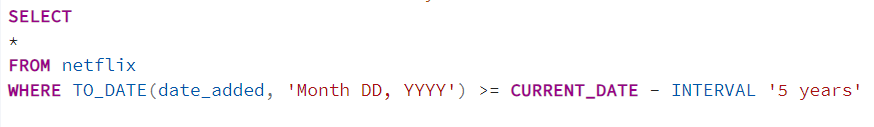 SELECT
*
FROM netflix
WHERE TO_DATE(date_added, 'Month DD, YYYY') >= CURRENT_DATE - INTERVAL '5 years'